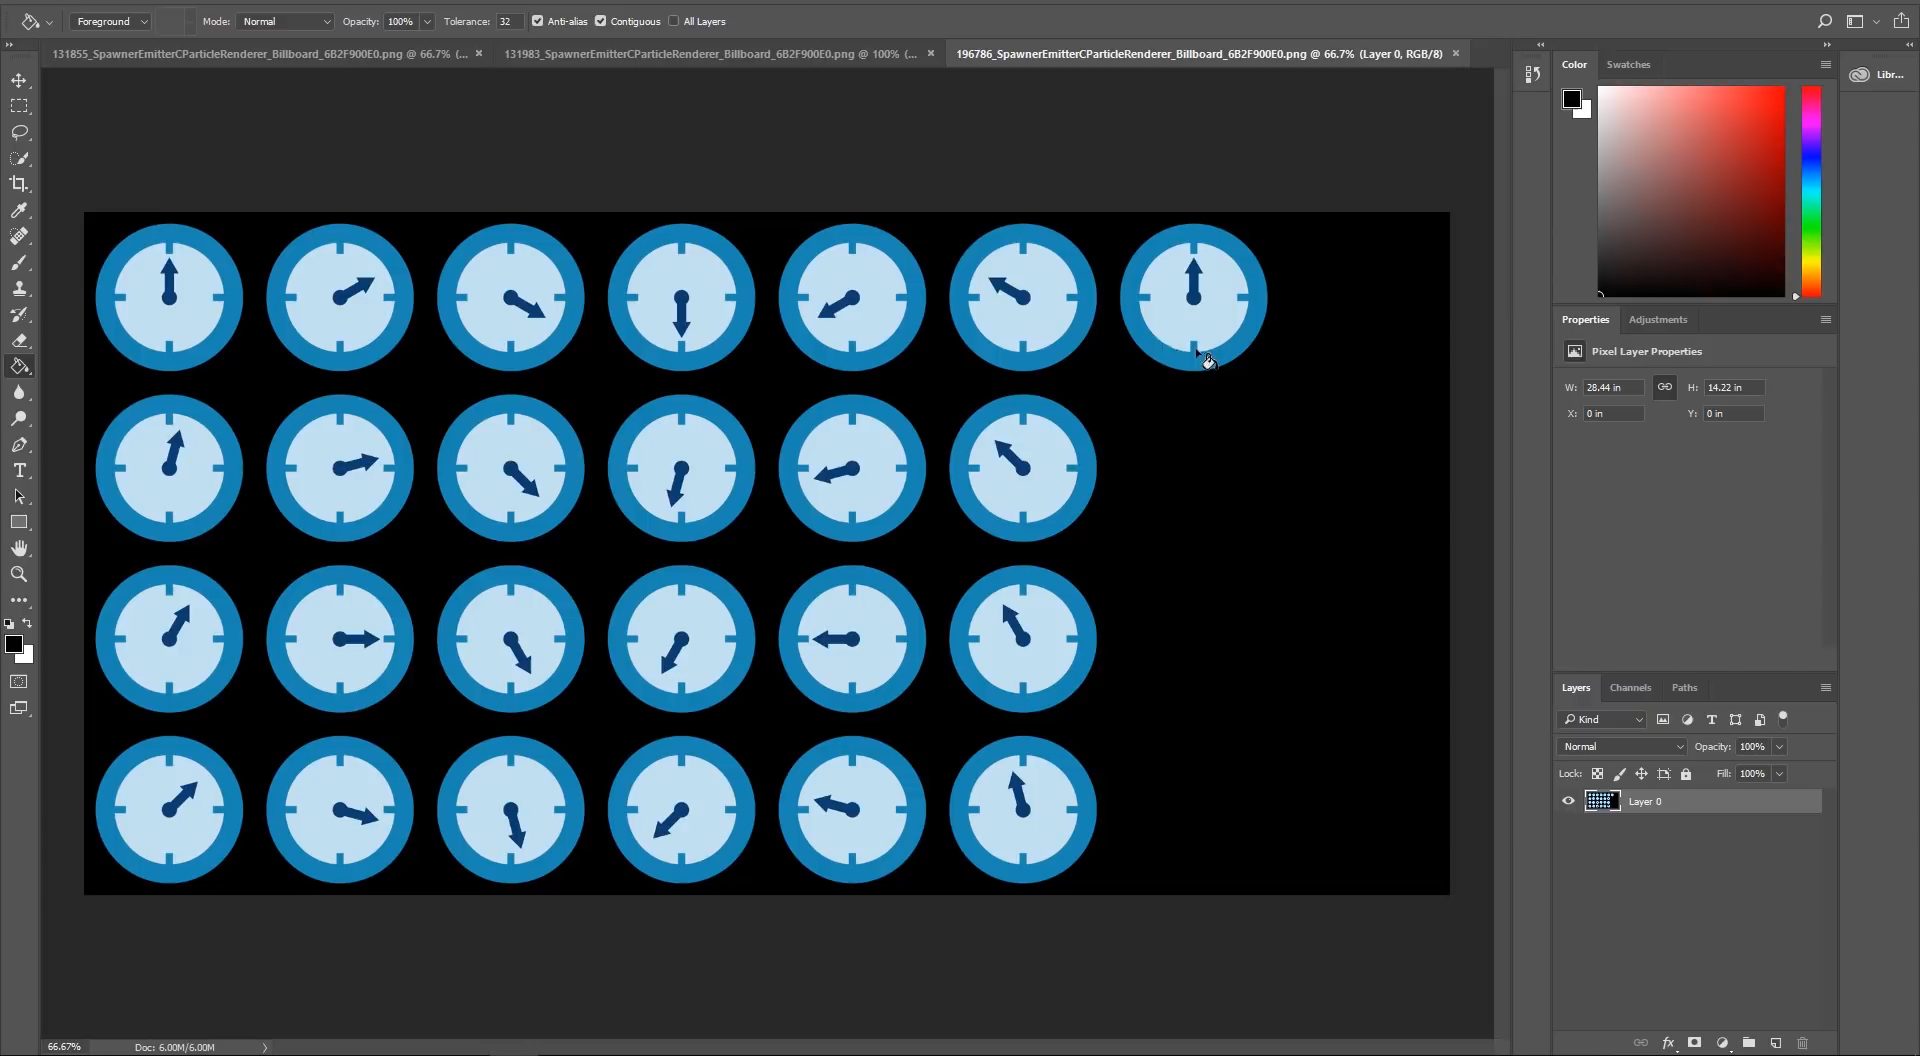 Foreground Mode: Normal Opacity: 100% Tolerance: 32 Anti-alias Contiguous All Layers
131855_SpawnerEmitterCParticleRenderer_Billboard_6B2F900E0.png @ 66.7% (... × 131983_SpawnerEmitterCParticleRenderer_Billboard_6B2F900E0.png @ 100% (... × 196786_SpawnerEmitterCParticleRenderer_Billboard_6B2F900E0.png @ 66.7% (Layer 0, RGB/8) ×
Color Swatches
Libr...
Properties Adjustments
Pixel Layer Properties
W: 28.44 in H: 14.22 in
X: 0 in Y: 0 in
Layers Channels Paths
Kind
Normal Opacity: 100%
Lock: Fill: 100%
Layer 0
fx
66.67% Doc: 6.00M/6.00M